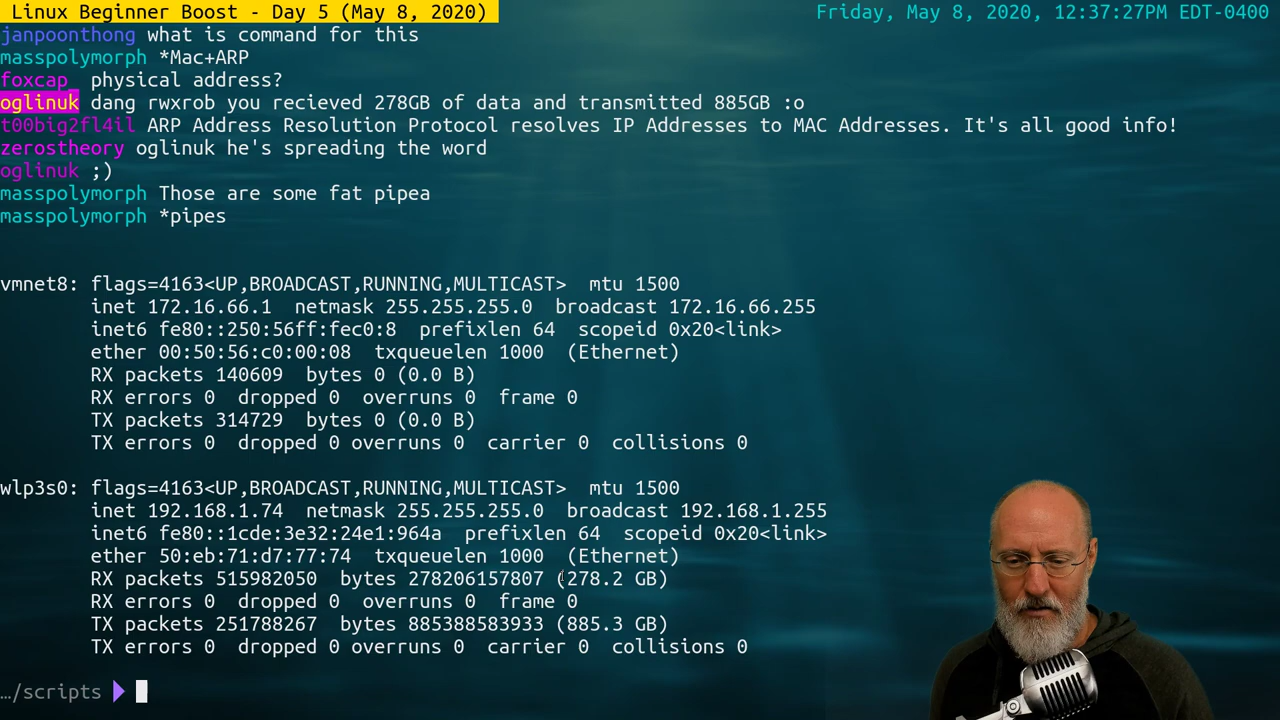 Linux Beginner Boost - Day 5 (May 8, 2020)
Friday, May 8, 2020, 12:37:27PM EDT-0400
janpoonthong what is command for this
masspolymorph *Mac+ARP
foxcap_ physical address?
oglinuk dang rwxrob you recieved 278GB of data and transmitted 885GB :o
t00big2fl4il ARP Address Resolution Protocol resolves IP Addresses to MAC Addresses. It's all good info!
zerostheory oglinuk he's spreading the word
oglinuk ;)
masspolymorph Those are some fat pipea
masspolymorph *pipes
vmnet8: flags=4163<UP,BROADCAST,RUNNING,MULTICAST> mtu 1500
inet 172.16.66.1 netmask 255.255.255.0 broadcast 172.16.66.255
inet6 fe80::250:56ff:fec0:8 prefixlen 64 scopeid 0x20<link>
ether 00:50:56:c0:00:08 txqueuelen 1000 (Ethernet)
RX packets 140609 bytes 0 (0.0 B)
RX errors 0 dropped 0 overruns 0 frame 0
TX packets 314729 bytes 0 (0.0 B)
TX errors 0 dropped 0 overruns 0 carrier 0 collisions 0
wlp3s0: flags=4163<UP,BROADCAST,RUNNING,MULTICAST> mtu 1500
inet 192.168.1.74 netmask 255.255.255.0 broadcast 192.168.1.255
inet6 fe80::1cde:3e32:24e1:964a prefixlen 64 scopeid 0x20<link>
ether 50:eb:71:d7:77:74 txqueuelen 1000 (Ethernet)
RX packets 515982050 bytes 278206157807 (278.2 GB)
RX errors 0 dropped 0 overruns 0 frame 0
TX packets 251788267 bytes 885388583933 (885.3 GB)
TX errors 0 dropped 0 overruns 0 carrier 0 collisions 0
…/scripts